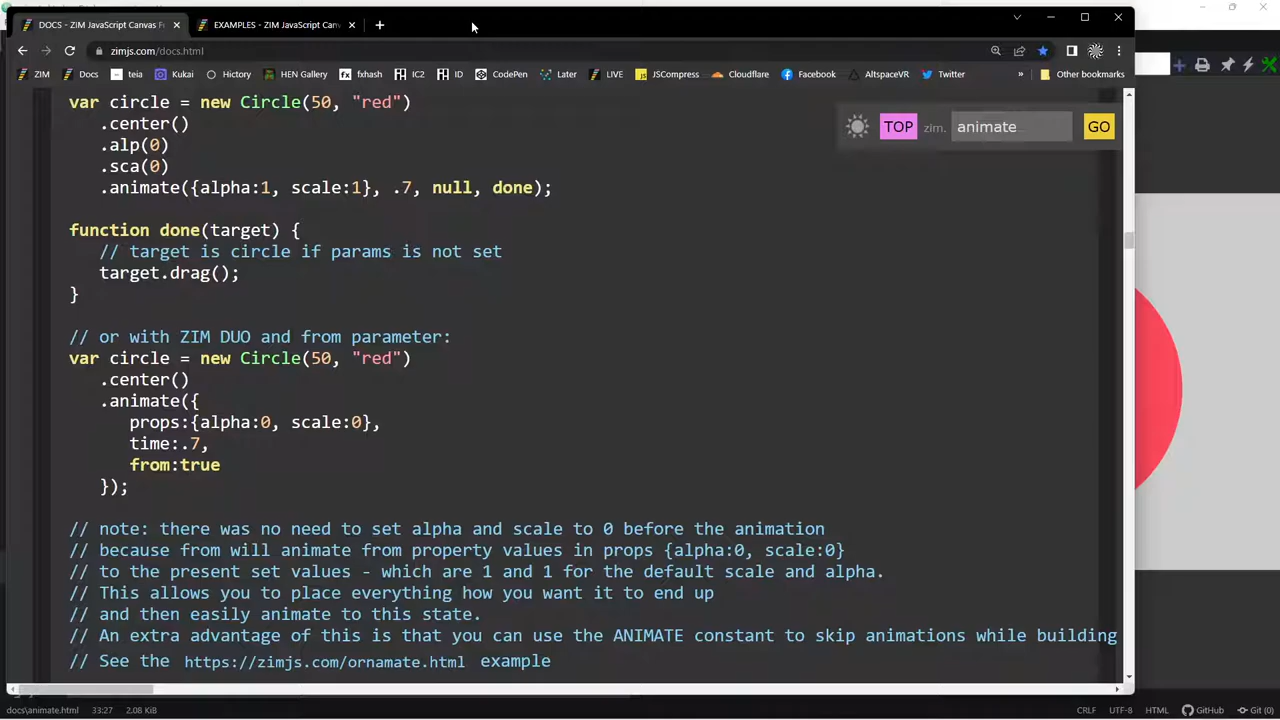 DOCS - ZIM JavaScript Canvas F
EXAMPLES - ZIM JavaScript Can
zimjs.com/docs.html
ZIM
Docs
teia
Kukai
Hictory
HEN Gallery
fxhash
IC2
ID
CodePen
Later
LIVE
JSCompress
Cloudflare
Facebook
AltspaceVR
Twitter
»
Other bookmarks
TOP
zim.
animate
GO
var circle = new Circle(50, "red")
.center()
.alp(0)
.sca(0)
.animate({alpha:1, scale:1}, .7, null, done);
function done(target) {
// target is circle if params is not set
target.drag();
}
// or with ZIM DUO and from parameter:
var circle = new Circle(50, "red")
.center()
.animate({
props:{alpha:0, scale:0},
time:.7,
from:true
});
// note: there was no need to set alpha and scale to 0 before the animation
// because from will animate from property values in props {alpha:0, scale:0}
// to the present set values - which are 1 and 1 for the default scale and alpha.
// This allows you to place everything how you want it to end up
// and then easily animate to this state.
// An extra advantage of this is that you can use the ANIMATE constant to skip animations while building
// See the https://zimjs.com/ornamate.html example
docs\animate.html
33:27
2.08 KiB
CRLF
UTF-8
HTML
GitHub
Git (0)